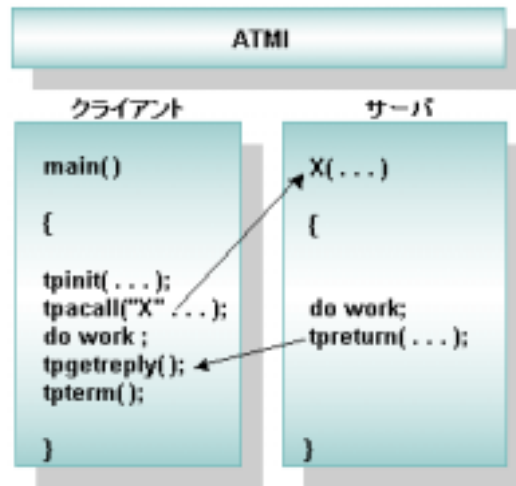 ATMI
クライアント
main()
{
tpinit(...);
tpacall("X" ...);
do work ;
tpgetreply();
tpterm();
}
サーバ
X(...)
{
do work;
tpreturn(...);
}